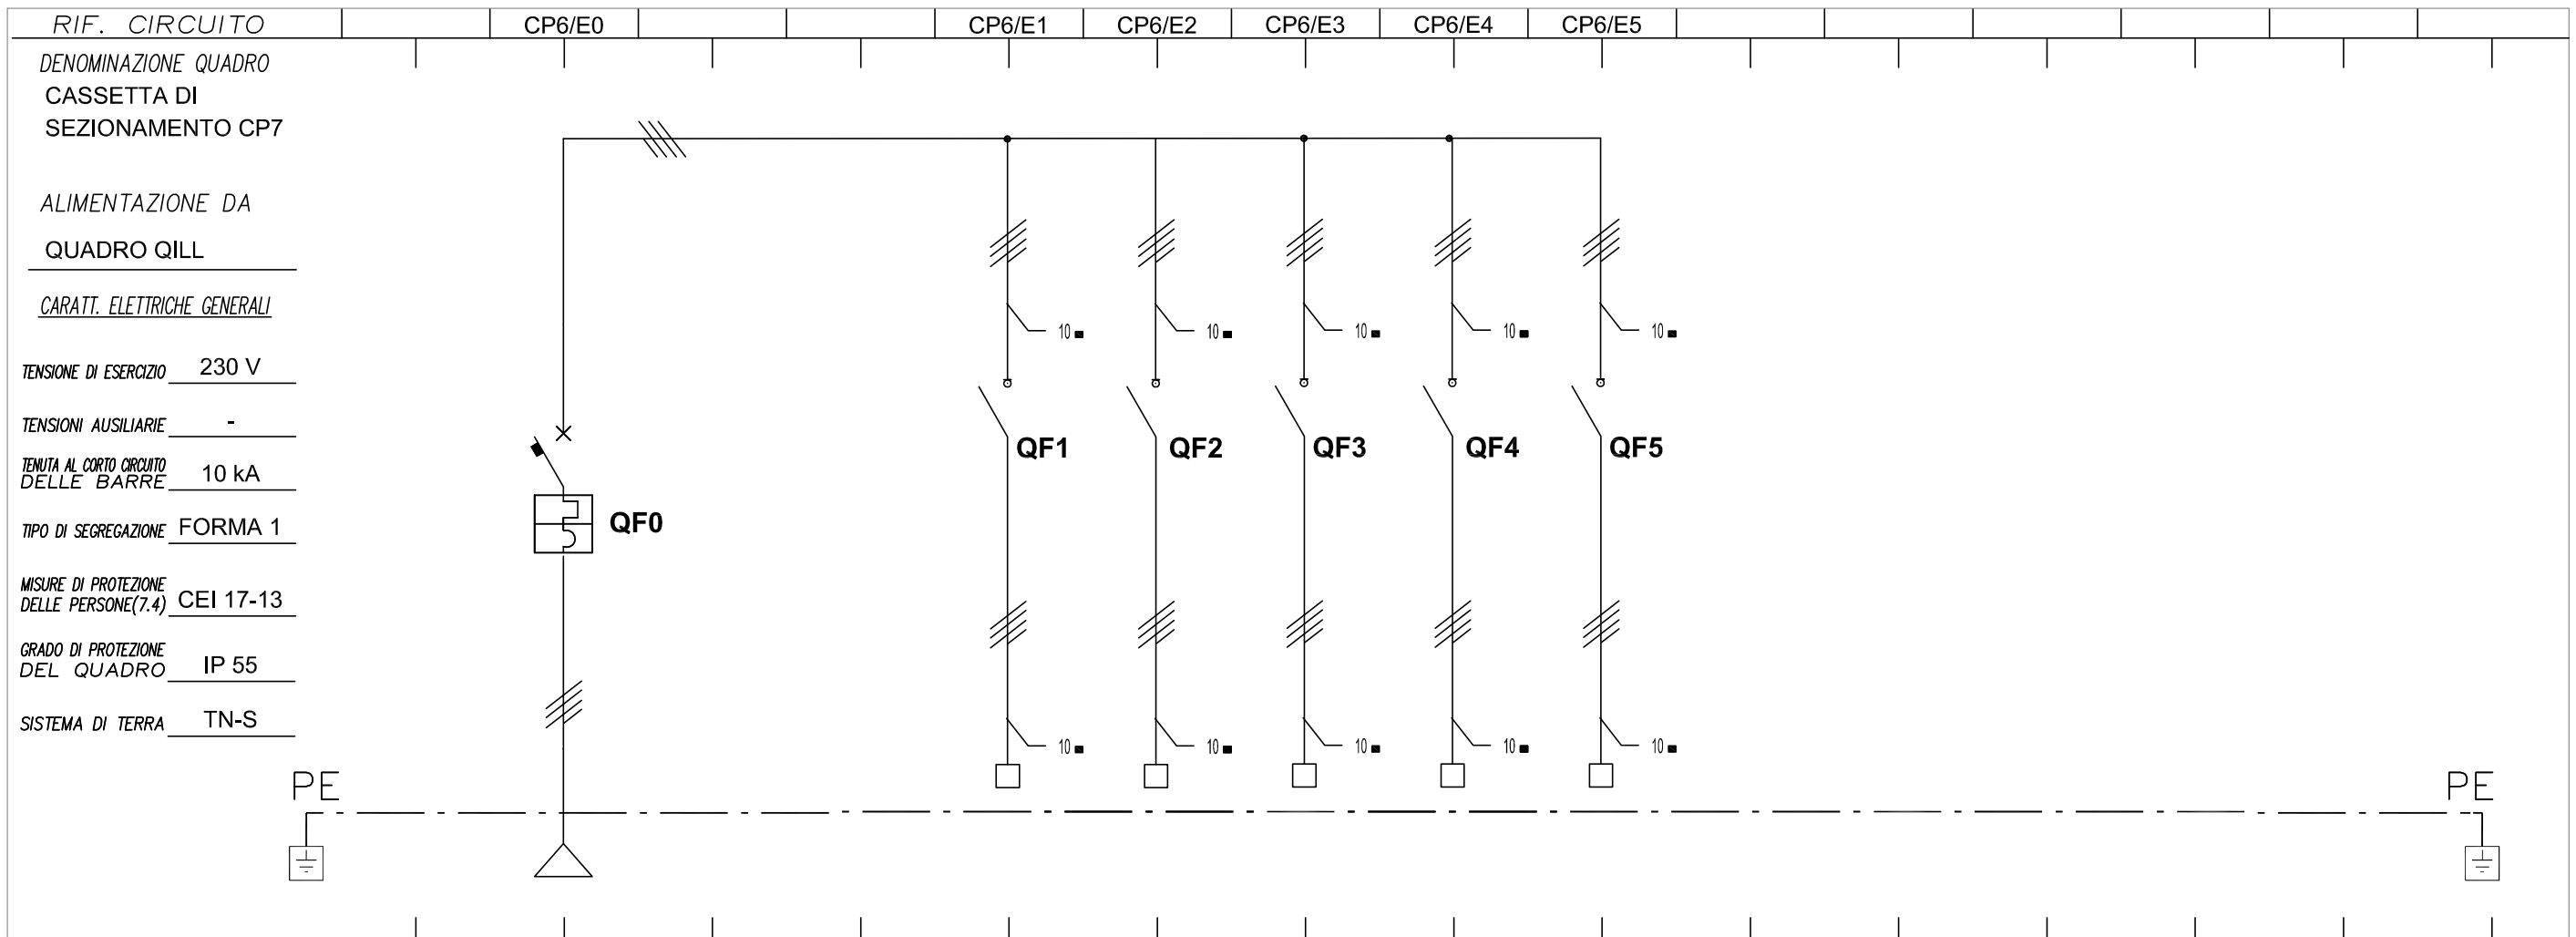 RIF. CIRCUITO CP6/E0 CP6/E1 CP6/E2 CP6/E3 CP6/E4 CP6/E5
DENOMINAZIONE QUADRO
CASSETTA DI
SEZIONAMENTO CP7
ALIMENTAZIONE DA
QUADRO QILL
CARATT. ELETTRICHE GENERALI
10 10 10 10 10
TENSIONE DI ESERCIZIO 230 V
TENSIONI AUSILIARIE -
QF1 QF2 QF3 QF4 QF5
TENUTA AL CORTO CIRCUITO
DELLE BARRE 10 kA
TIPO DI SEGREGAZIONE FORMA 1
QF0
MISURE DI PROTEZIONE
DELLE PERSONE(7.4) CEI 17-13
GRADO DI PROTEZIONE
DEL QUADRO IP 55
SISTEMA DI TERRA TN-S
10 10 10 10 10
PE PE